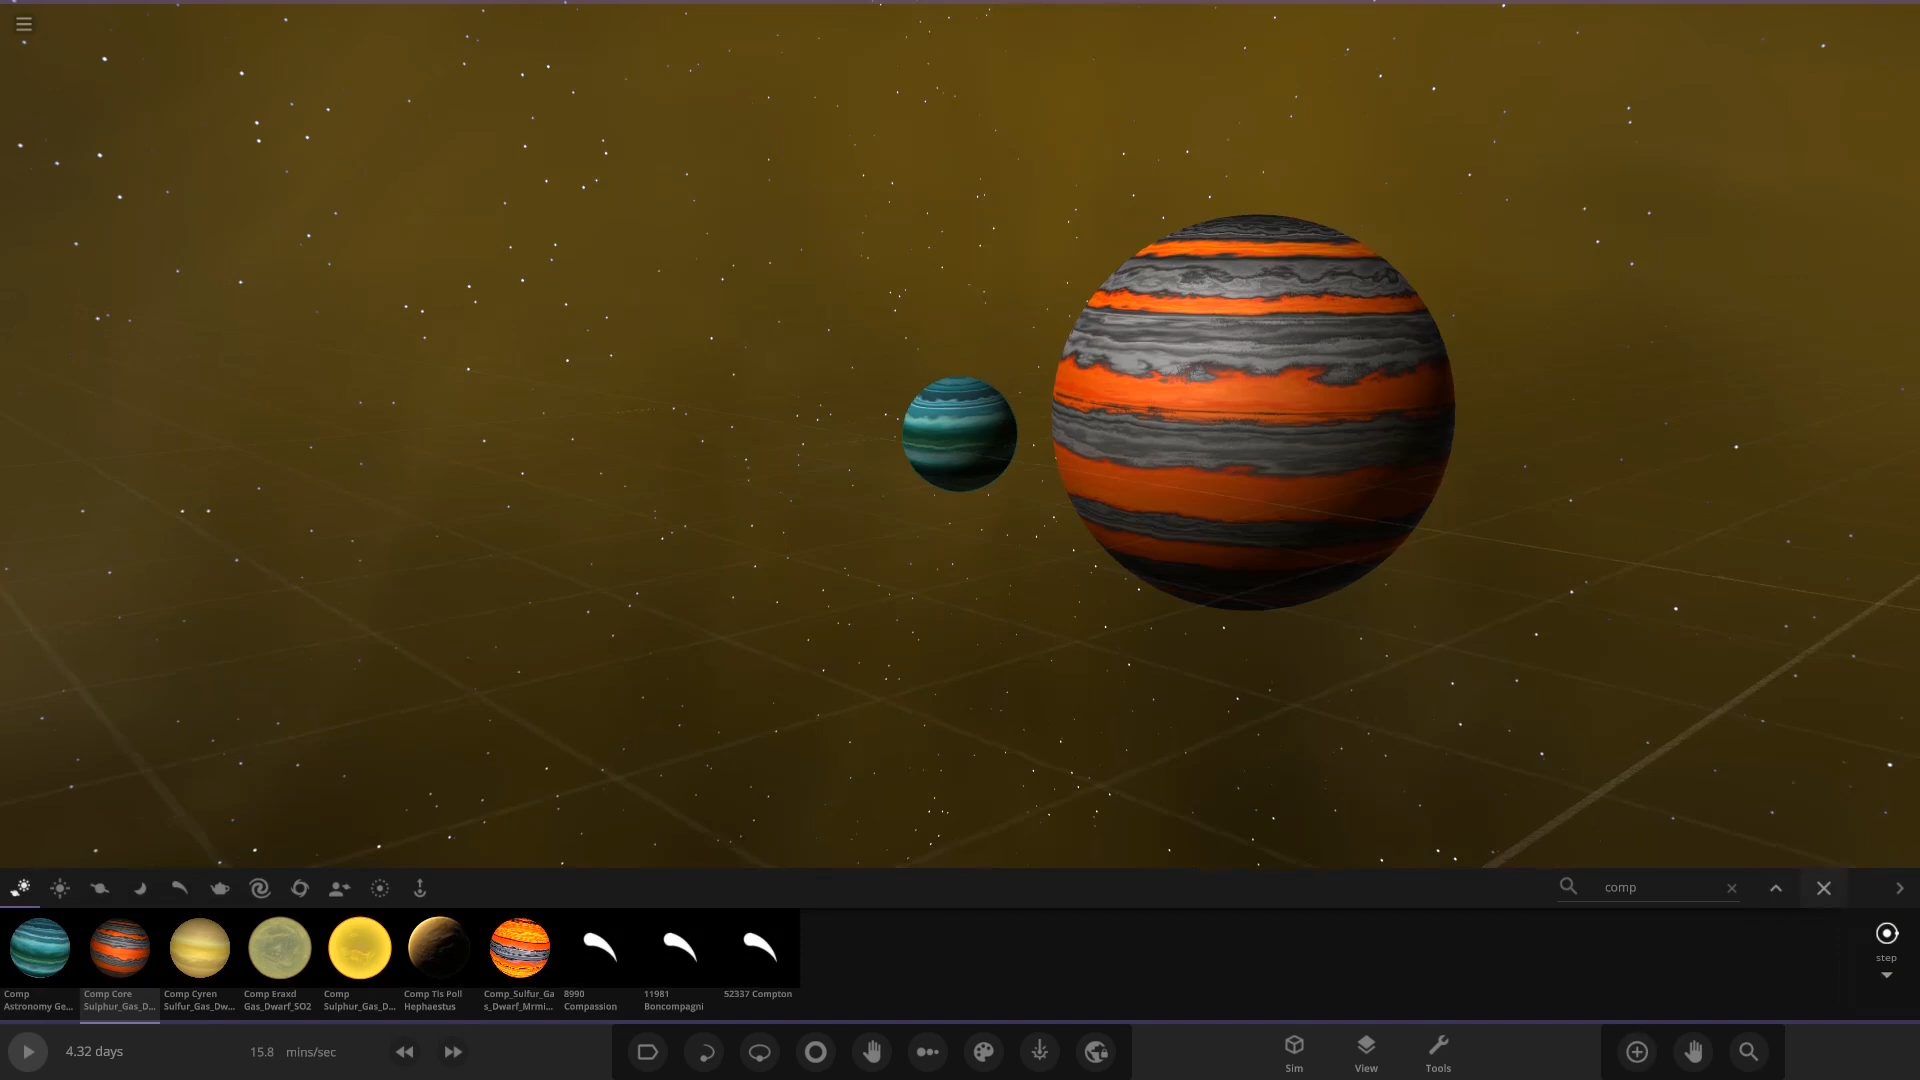 comp
step
Comp
Astronomy Ge...
Comp Core
Sulphur_Gas_D...
Comp Cyren
Sulfur_Gas_Dw...
Comp Eraxd
Gas_Dwarf_SO2
Comp
Sulphur_Gas_D...
Comp Tis Poll
Hephaestus
Comp_Sulfur_Ga
s_Dwarf_Mrmi...
8990
Compassion
11981
Boncompagni
52337 Compton
4.32 days
15.8 mins/sec
Sim
View
Tools